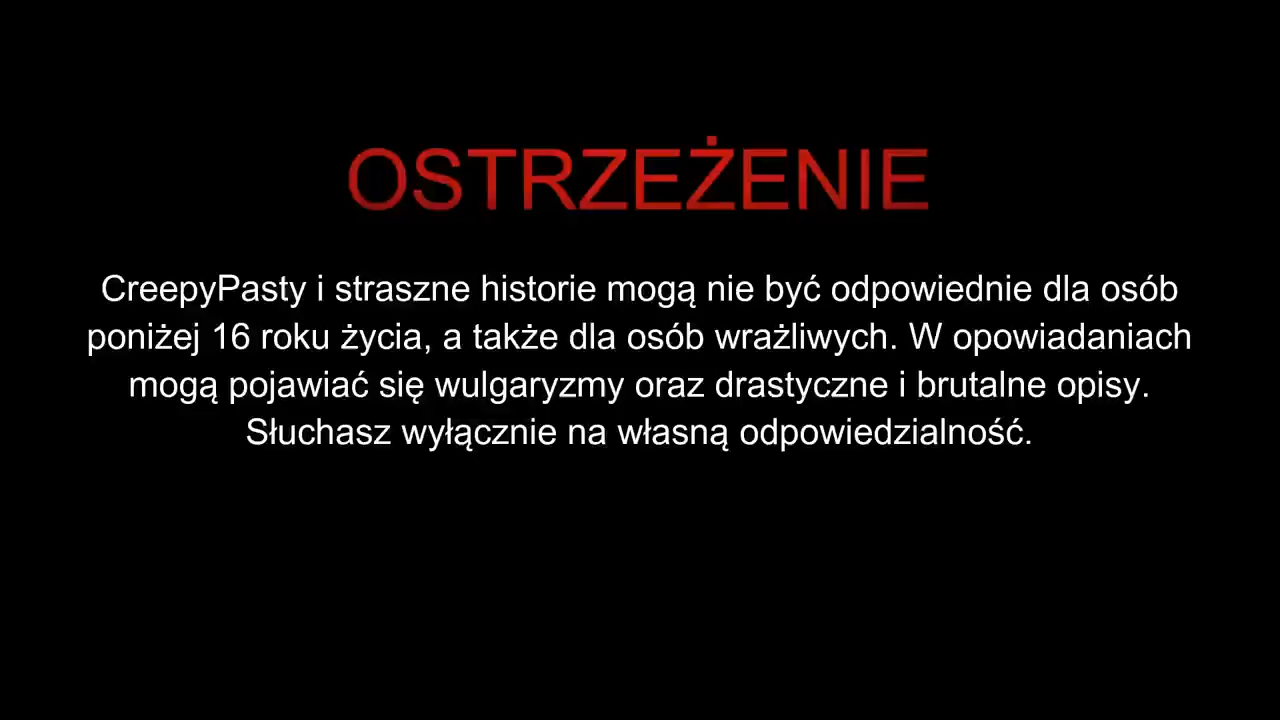 OSTRZEŻENIE
CreepyPasty i straszne historie mogą nie być odpowiednie dla osób
poniżej 16 roku życia, a także dla osób wrażliwych. W opowiadaniach
mogą pojawiać się wulgaryzmy oraz drastyczne i brutalne opisy.
Słuchasz wyłącznie na własną odpowiedzialność.